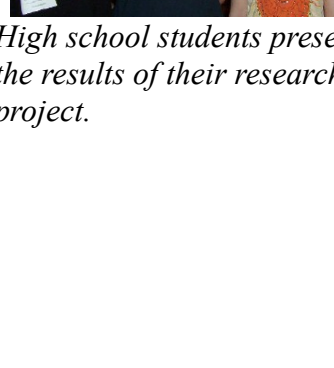 High school students prese
the results of their research
project.